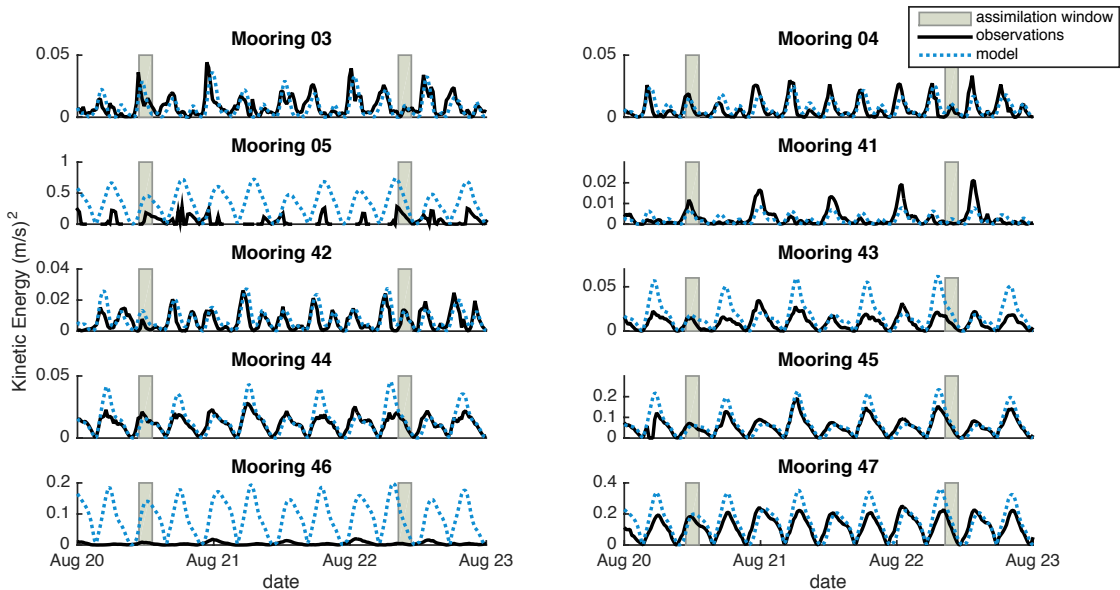 assimilation window
observations
model
Mooring 03
0.05
0
Mooring 04
0.05
0
Mooring 05
1
0.5
0
Mooring 41
0.02
0.01
0
Mooring 42
0.04
0.02
0
Mooring 43
0.05
0
Mooring 44
0.05
0
Mooring 45
0.2
0.1
0
Mooring 46
0.2
0.1
0
Aug 20 Aug 21 Aug 22 Aug 23
date
Mooring 47
0.4
0.2
0
Aug 20 Aug 21 Aug 22 Aug 23
date
Kinetic Energy (m/s)²